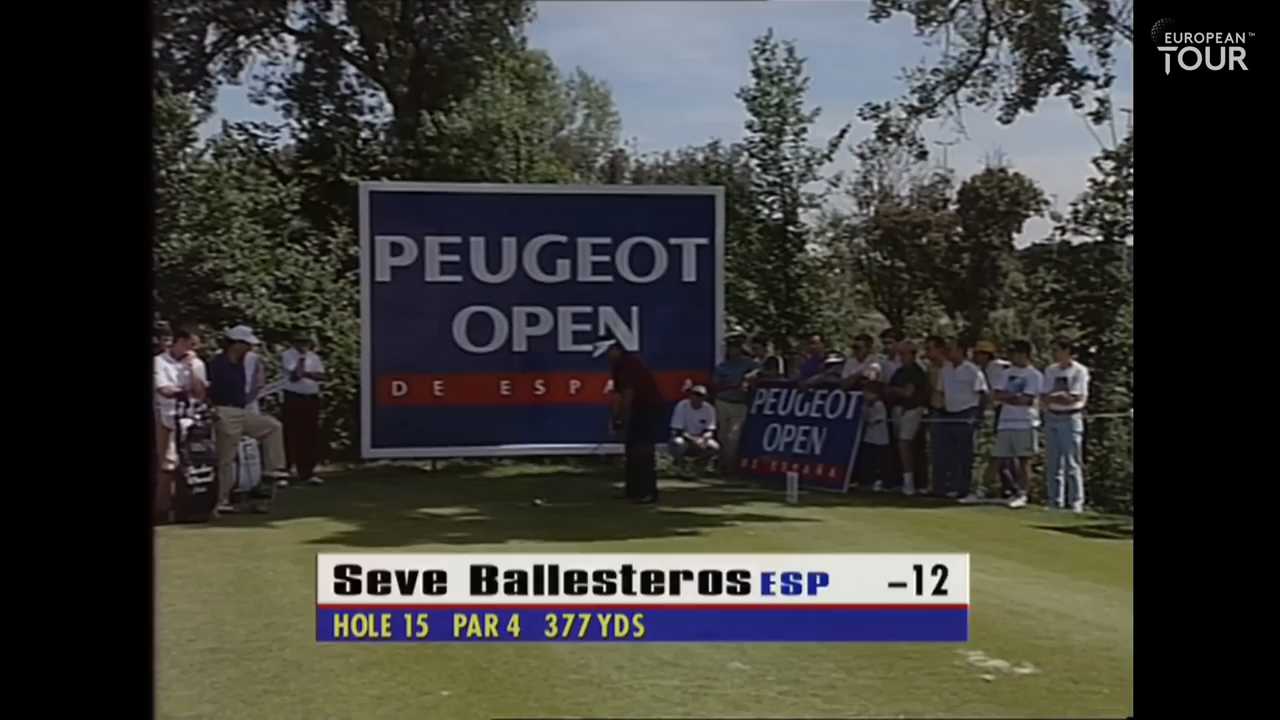 EUROPEAN™
TOUR
PEUGEOT
OPEN
DE ESPA A
PEUGEOT
OPEN
DE ESPAÑA
Seve Ballesteros ESP –12
HOLE 15 PAR 4 377 YDS